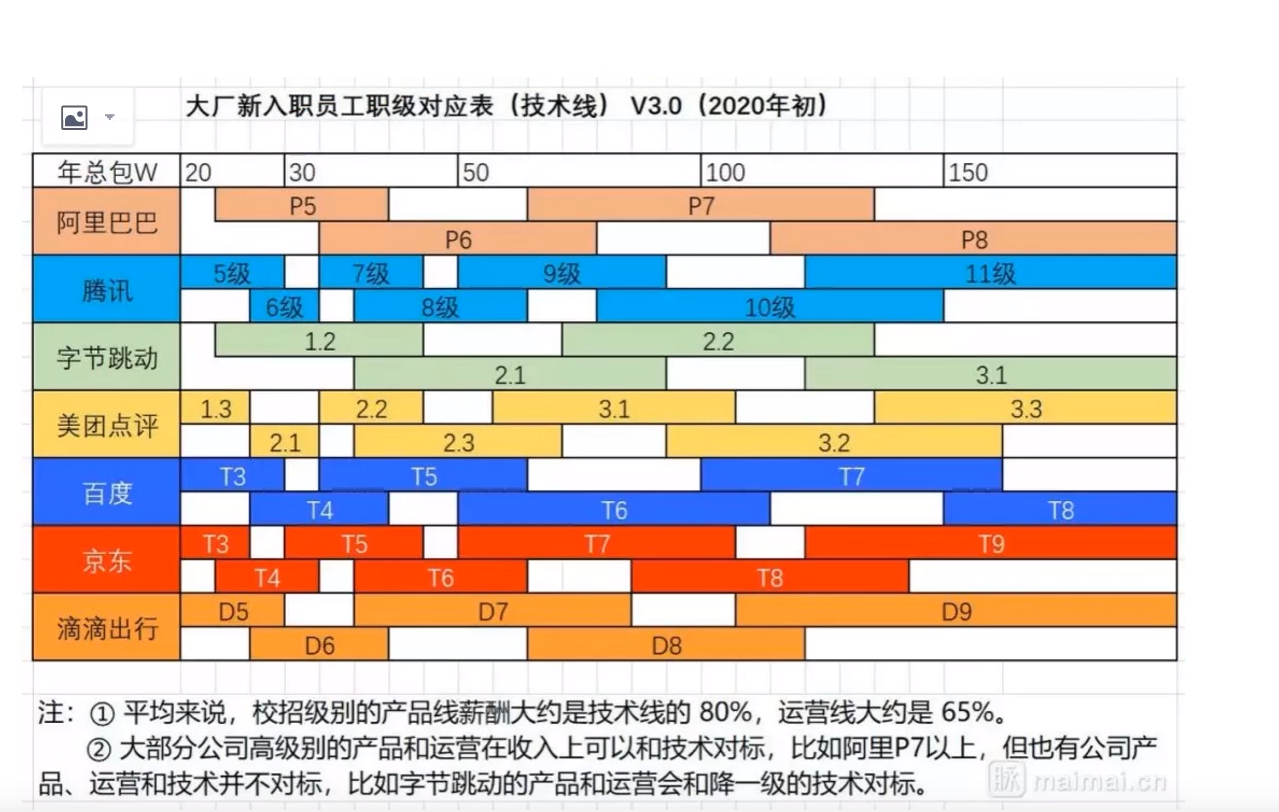 大厂新入职员工职级对应表（技术线） V3.0（2020年初）
年总包W 20 30 50 100 150
阿里巴巴 P5 P7
P6 P8
腾讯 5级 7级 9级 11级
6级 8级 10级
字节跳动 1.2 2.2
2.1 3.1
美团点评 1.3 2.2 3.1 3.3
2.1 2.3 3.2
百度 T3 T5 T7
T4 T6 T8
京东 T3 T5 T7 T9
T4 T6 T8
滴滴出行 D5 D7 D9
D6 D8
注：① 平均来说，校招级别的产品线薪酬大约是技术线的 80%，运营线大约是 65%。
② 大部分公司高级别的产品和运营在收入上可以和技术对标，比如阿里P7以上，但也有公司产
品、运营和技术并不对标，比如字节跳动的产品和运营会和降一级的技术对标。
脉 maimai.cn